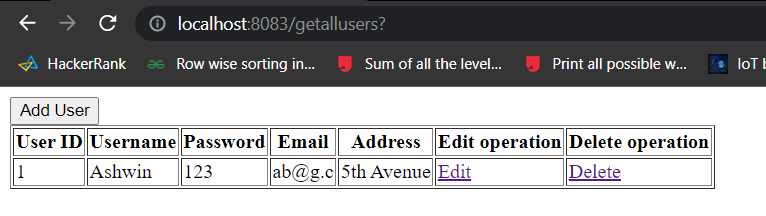 localhost:8083/getallusers?
HackerRank Row wise sorting in... Sum of all the level... Print all possible w... IoT
Add User
User ID Username Password Email Address Edit operation Delete operation
1 Ashwin 123 ab@g.c 5th Avenue Edit Delete